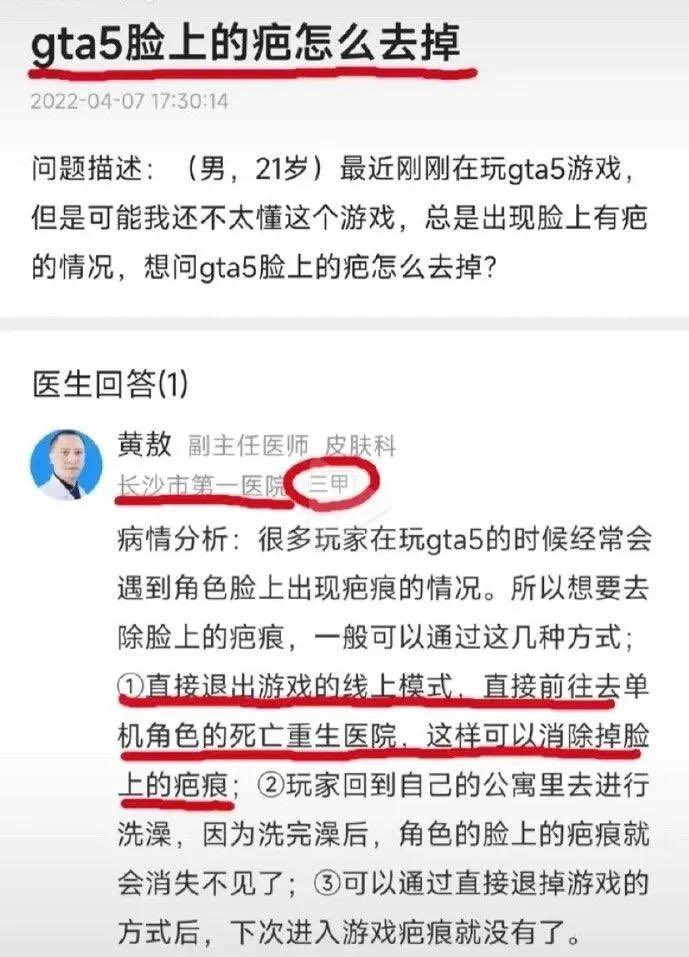 gta5脸上的疤怎么去掉
2022-04-07 17:30:14
问题描述：（男，21岁）最近刚刚在玩gta5游戏，
但是可能我还不太懂这个游戏，总是出现脸上有疤
的情况，想问gta5脸上的疤怎么去掉？
医生回答(1)
黄敖 副主任医师 皮肤科
长沙市第一医院 三甲
病情分析：很多玩家在玩gta5的时候经常会
遇到角色脸上出现疤痕的情况。所以想要去
除脸上的疤痕，一般可以通过这几种方式；
①直接退出游戏的线上模式，直接前往去单
机角色的死亡重生医院，这样可以消除掉脸
上的疤痕；②玩家回到自己的公寓里去进行
洗澡，因为洗完澡后，角色的脸上的疤痕就
会消失不见了；③可以通过直接退掉游戏的
方式后，下次进入游戏疤痕就没有了。